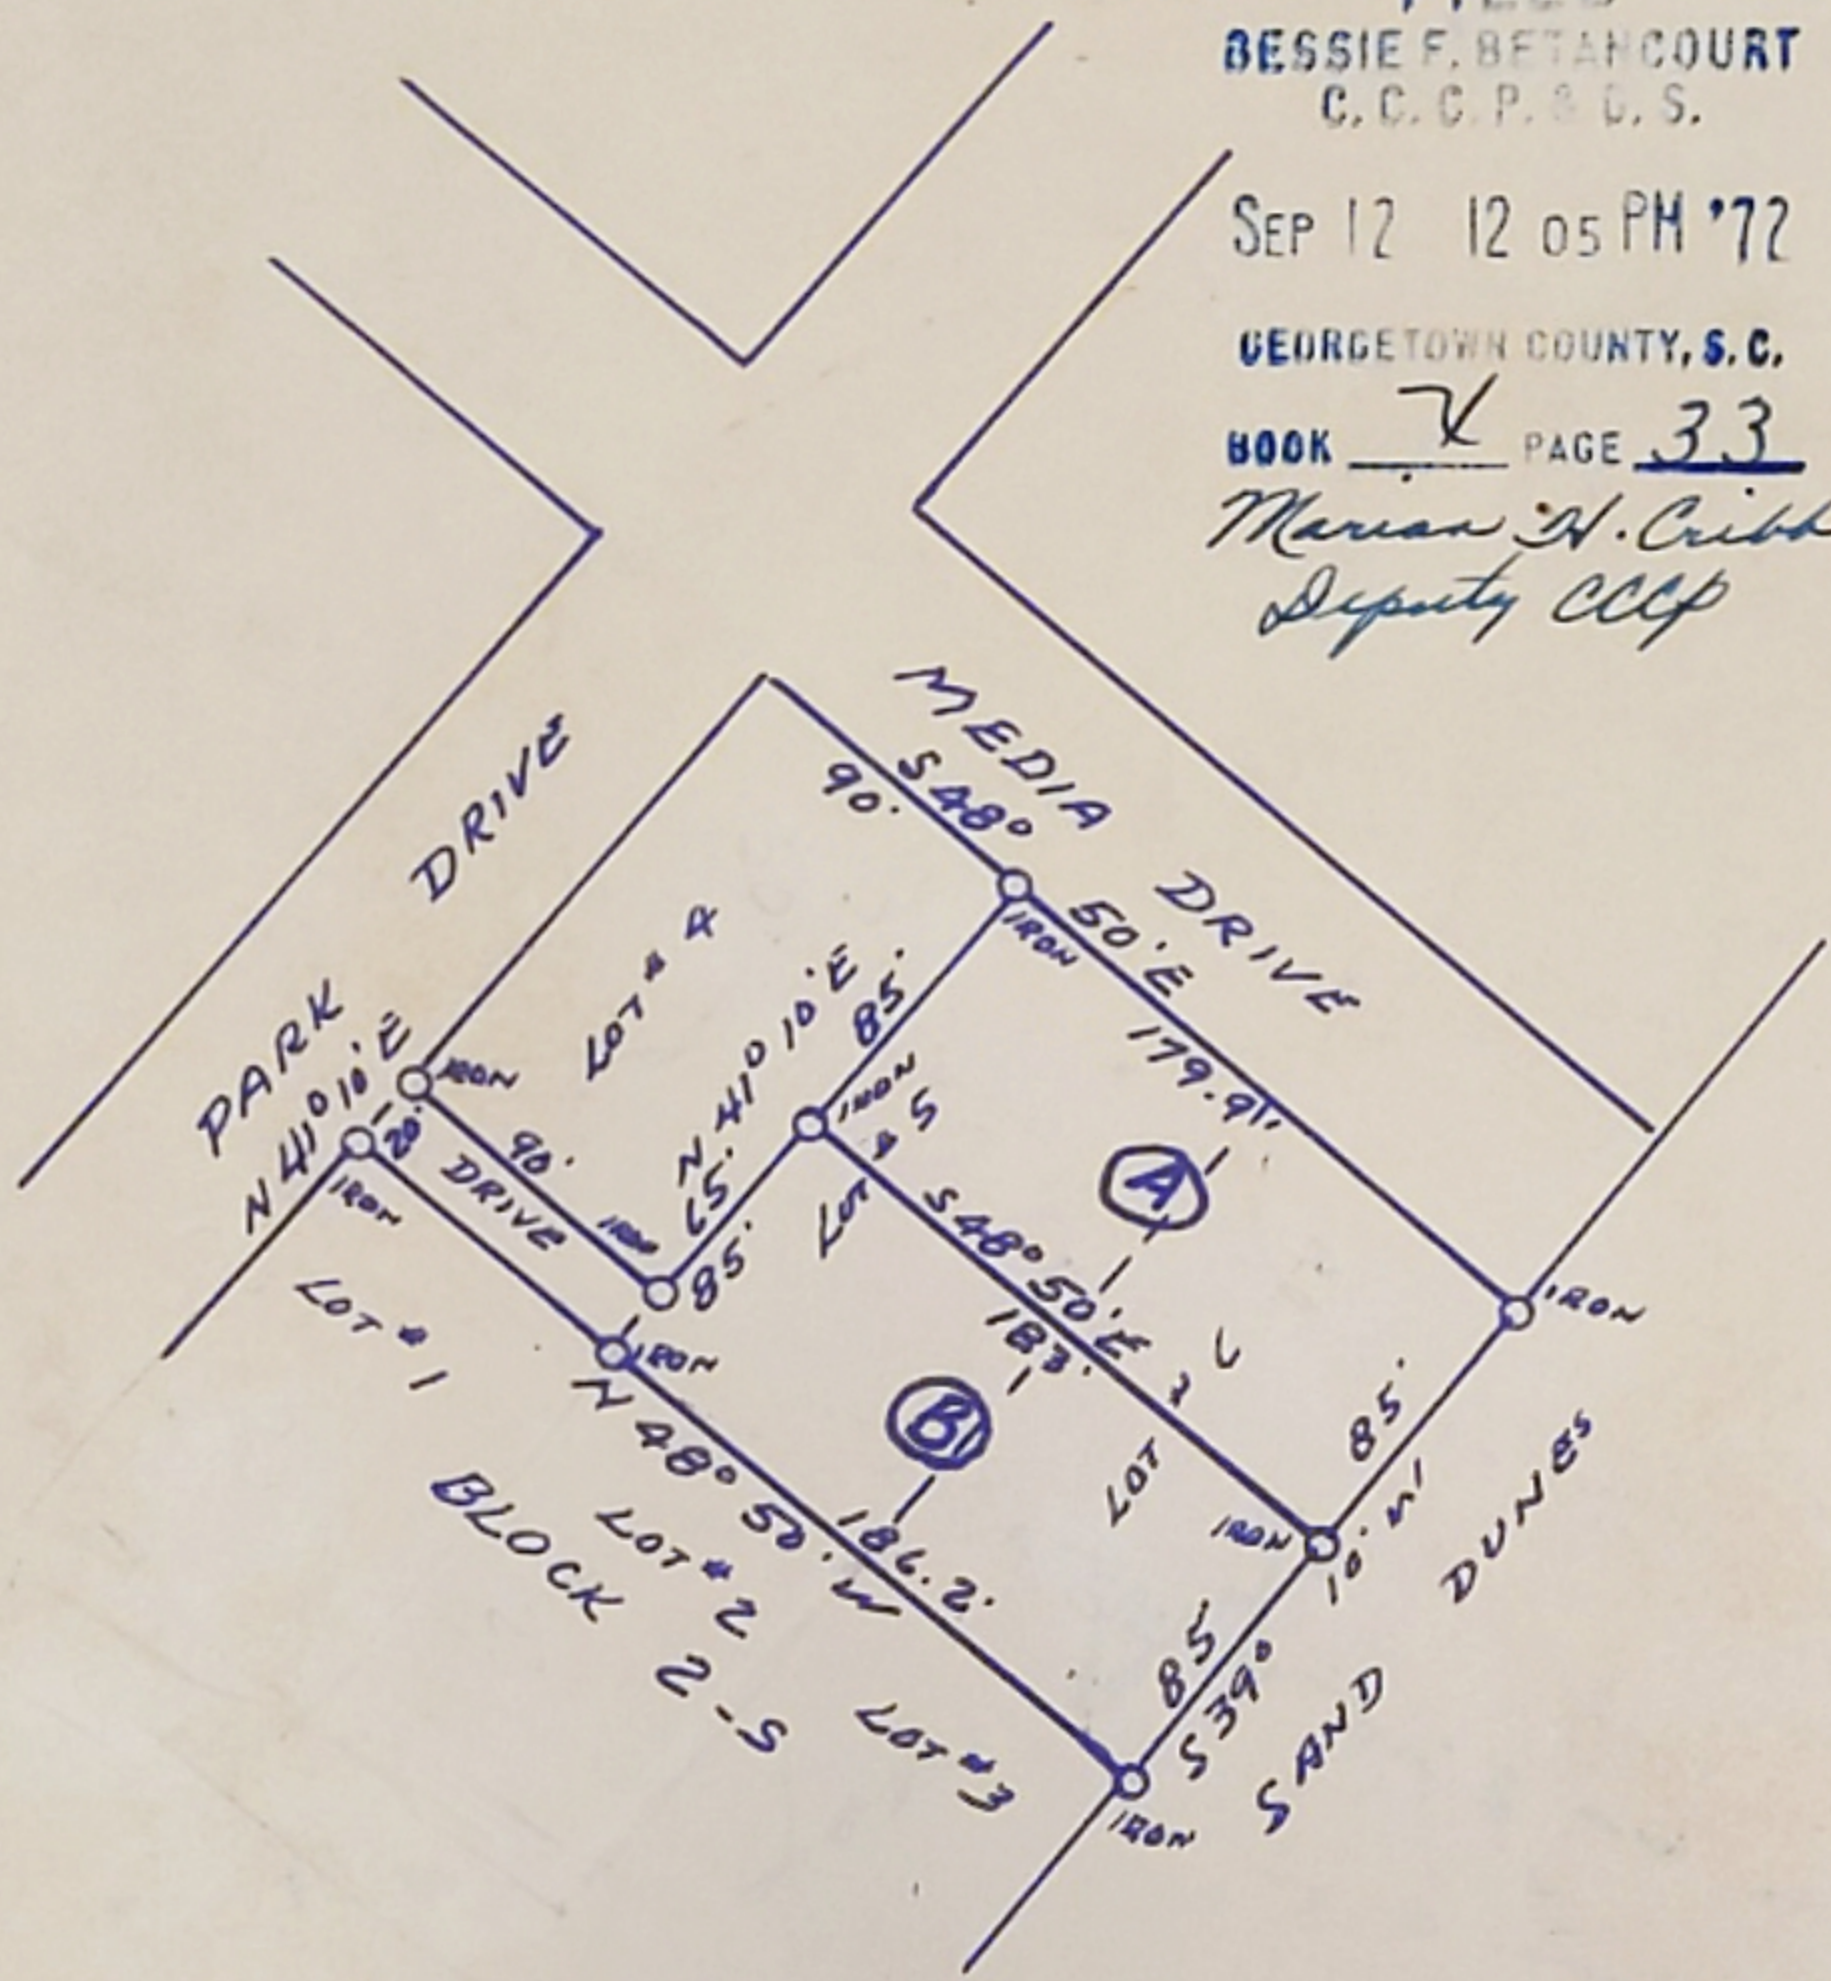 BESSIE F. BETANCOURT
C. C. C. P. & G. S.
SEP 12 12 05 PM '72
GEORGETOWN COUNTY, S. C.
BOOK PAGE 33
Marian H. Cribb
Deputy CCCP
MEDIA DRIVE
S 48° 50' E
90'
179.9'
PARK DRIVE
N 41° 10' E
IRON
LOT # 4
N 41° 10' E
85'
IRON
IRON
20'
DRIVE
90'
IRON
IRON
65'
85'
LOT # 5
A
S 48° 50' E
183'
IRON
LOT # 1
IRON
B
LOT # 6
85'
IRON
N 48° 50' W
186.2'
LOT # 2
BLOCK 2-S
LOT # 3
85
S 39° 10' W
SAND DUNES
IRON